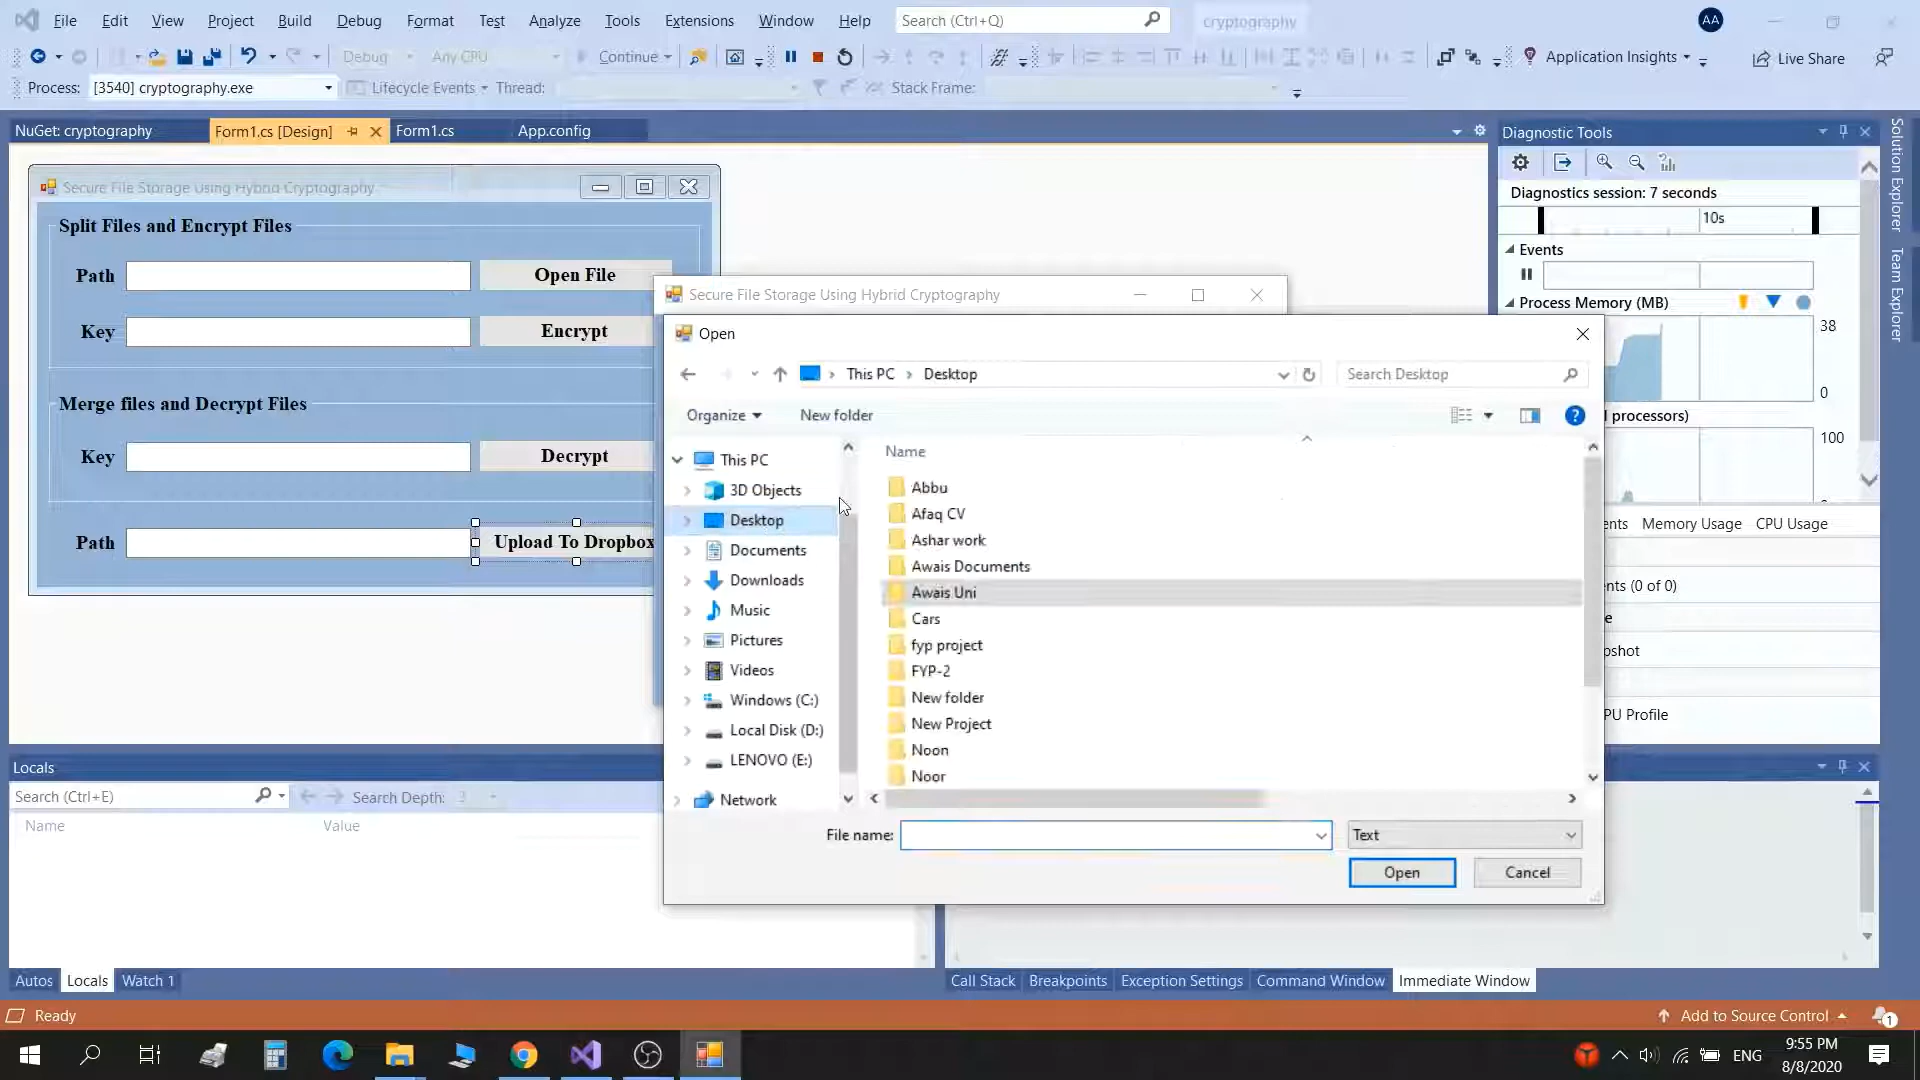 File Edit View Project Build Debug Format Test Analyze Tools Extensions Window Help Search (Ctrl+Q) cryptography AA
Debug Any CPU Continue Application Insights Live Share
Process: [3540] cryptography.exe Lifecycle Events Thread: Stack Frame:
NuGet: cryptography Form1.cs [Design] Form1.cs App.config
Diagnostic Tools
Solution Explorer
Team Explorer
Diagnostics session: 7 seconds
10s
Events
Process Memory (MB)
38
0
l processors)
100
ents Memory Usage CPU Usage
ents (0 of 0)
e
pshot
PU Profile
Secure File Storage Using Hybrid Cryptography
Split Files and Encrypt Files
Path Open File
Key Encrypt
Merge files and Decrypt Files
Key Decrypt
Path Upload To Dropbox
Secure File Storage Using Hybrid Cryptography
Open
This PC Desktop Search Desktop
Organize New folder
This PC
3D Objects
Desktop
Documents
Downloads
Music
Pictures
Videos
Windows (C:)
Local Disk (D:)
LENOVO (E:)
Network
Name
Abbu
Afaq CV
Ashar work
Awais Documents
Awais Uni
Cars
fyp project
FYP-2
New folder
New Project
Noon
Noor
File name: Text
Open Cancel
Locals
Search (Ctrl+E) Search Depth: 3
Name Value
Autos Locals Watch 1
Call Stack Breakpoints Exception Settings Command Window Immediate Window
Ready Add to Source Control 1
ENG 9:55 PM
8/8/2020